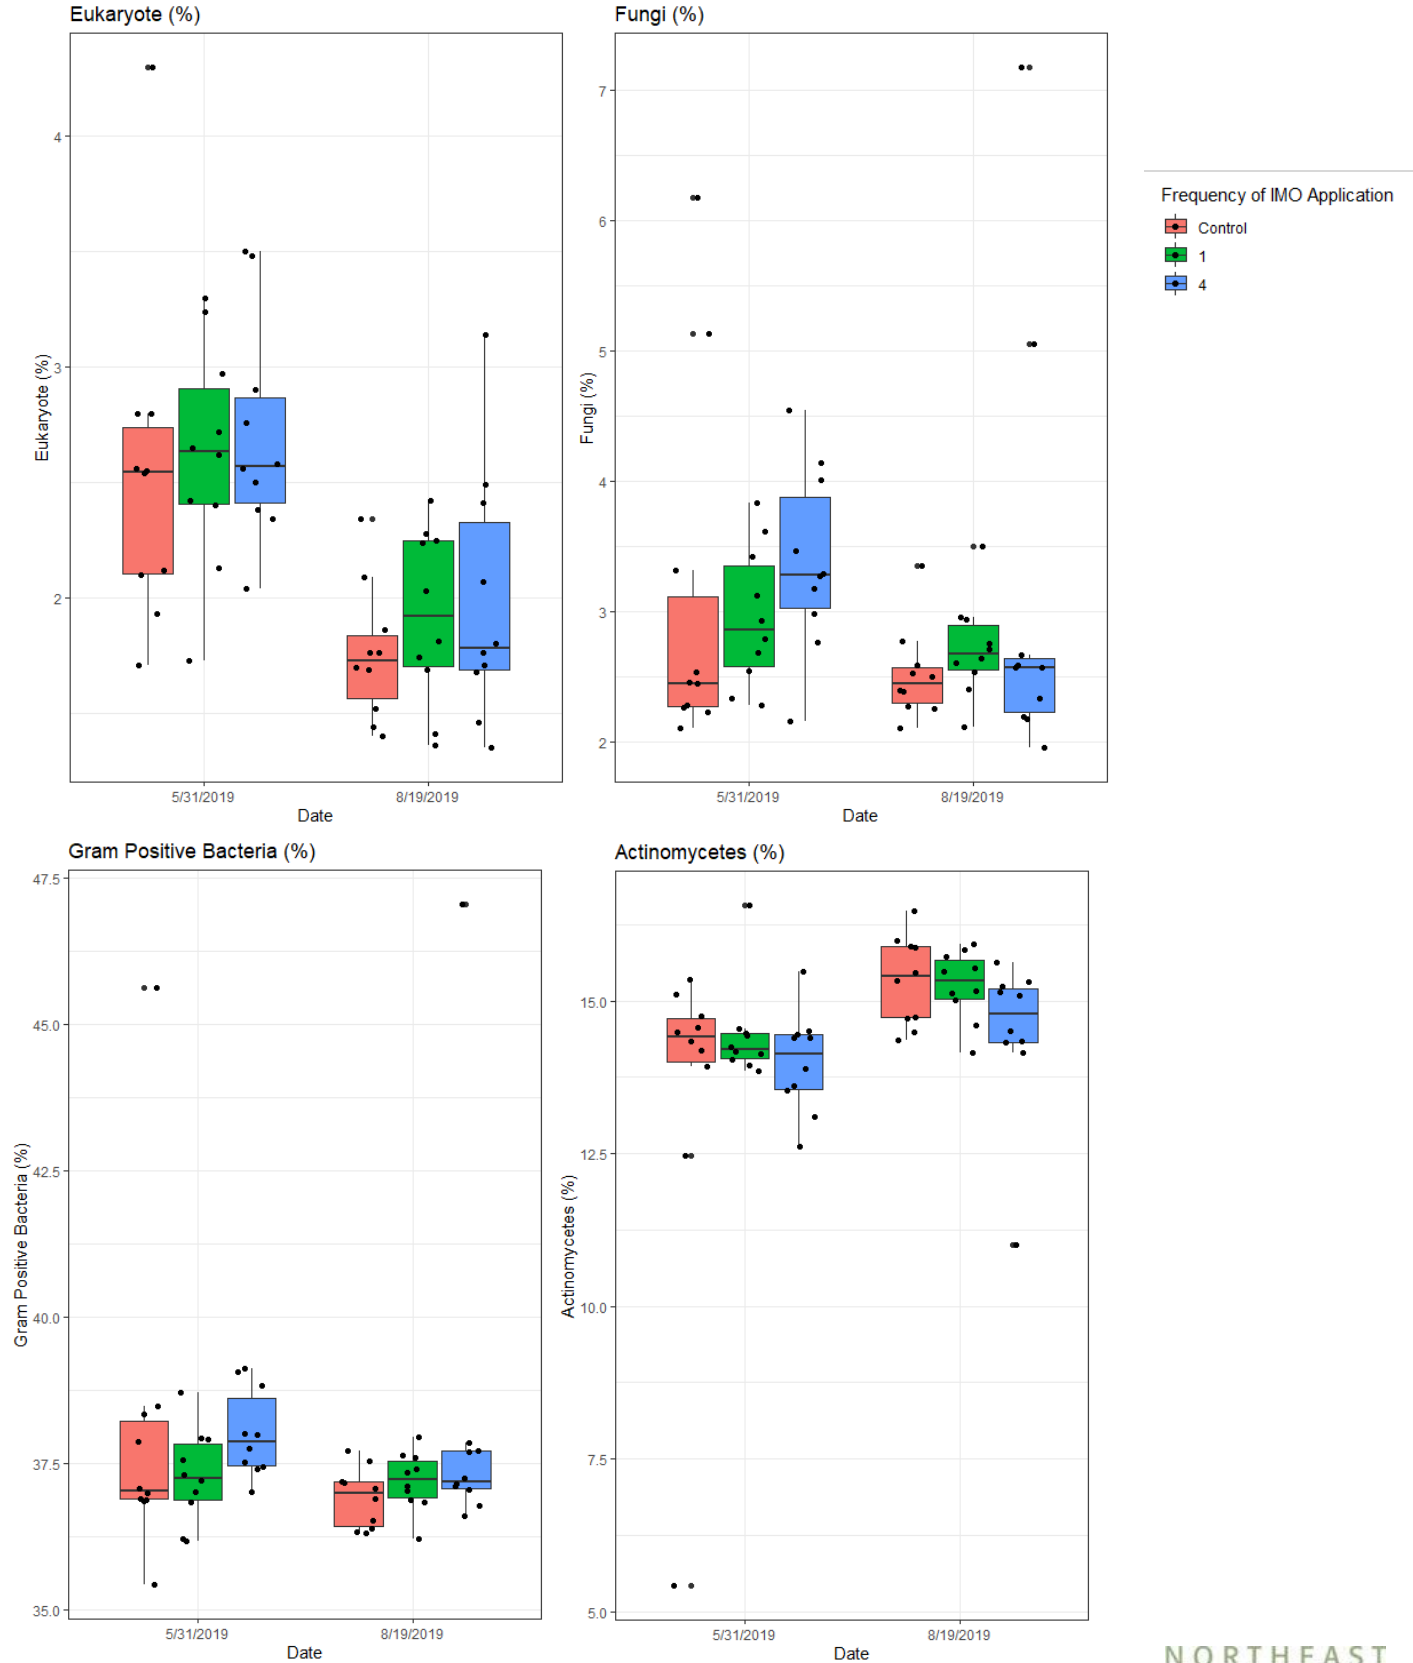 Eukaryote (%)
4
3
2
Eukaryote (%)
5/31/2019
8/19/2019
Date
Fungi (%)
7
6
5
4
3
2
Fungi (%)
5/31/2019
8/19/2019
Date
Frequency of IMO Application
Control
1
4
Gram Positive Bacteria (%)
47.5
45.0
42.5
40.0
37.5
35.0
Gram Positive Bacteria (%)
5/31/2019
8/19/2019
Date
Actinomycetes (%)
15.0
12.5
10.0
7.5
5.0
Actinomycetes (%)
5/31/2019
8/19/2019
Date
NORTHEAST